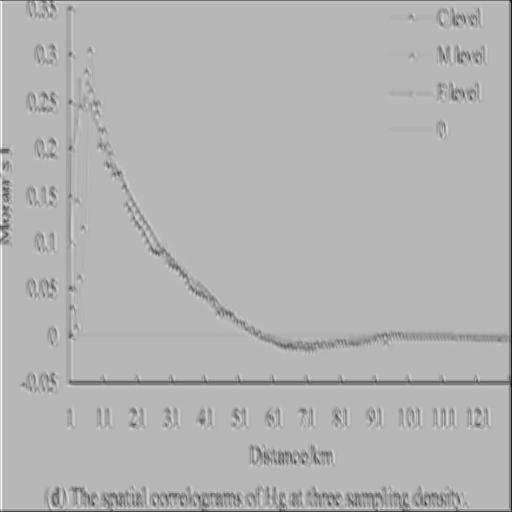 0.35
C level
0.3
M level
0.25
F level
0.2
0
0.15
Moran's I
0.1
0.05
0
-0.05
1 11 21 31 41 51 61 71 81 91 101 111 121
Distance/km
(d) The spatial correlograms of Hg at three sampling density.